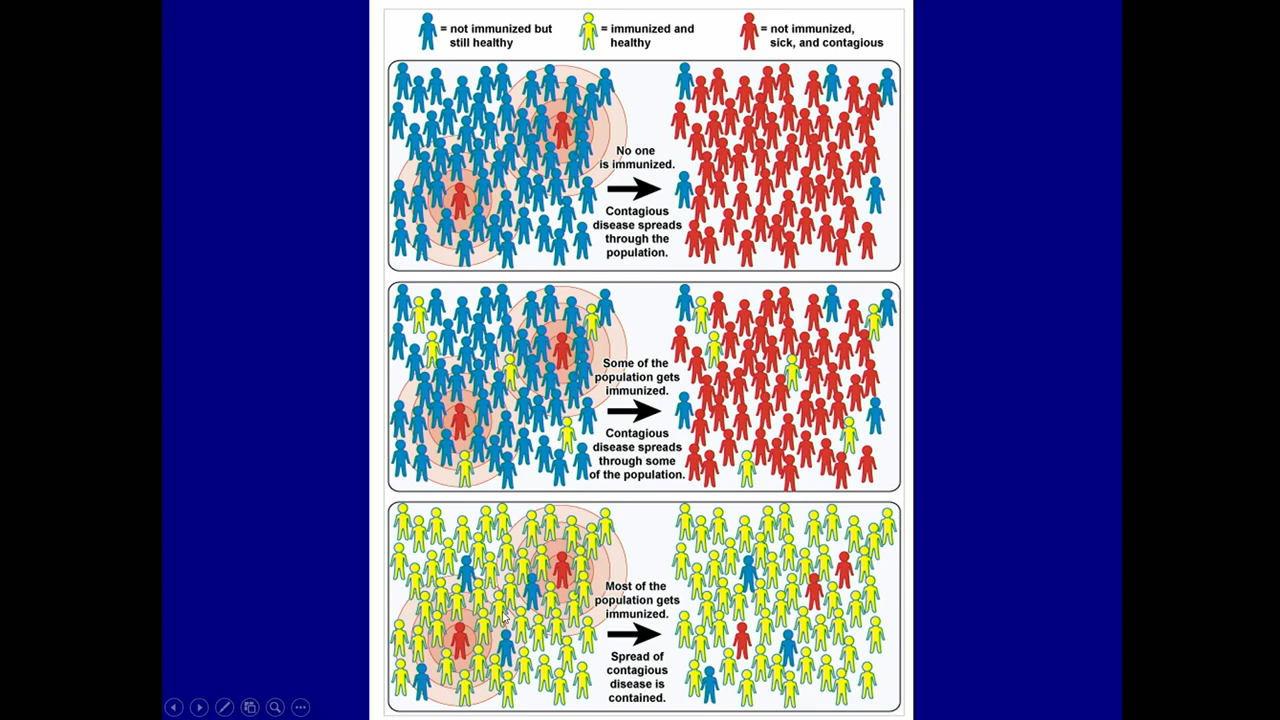 = not immunized but
still healthy
= immunized and
healthy
= not immunized,
sick, and contagious
No one
is immunized.
Contagious
disease spreads
through the
population.
Some of the
population gets
immunized.
Contagious
disease spreads
through some
of the population.
Most of the
population gets
immunized.
Spread of
contagious
disease is
contained.